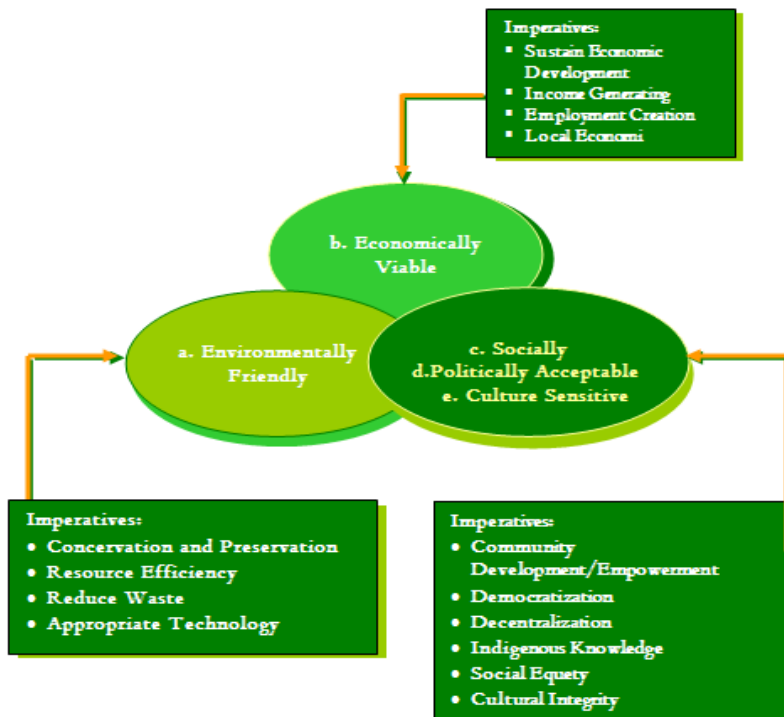 Imperatives:
▪ Sustain Economic
Development
▪ Income Generating
▪ Employment Creation
▪ Local Economi
b. Economically
Viable
a. Environmentally
Friendly
c. Socially
d.Politically Acceptable
e. Culture Sensitive
Imperatives:
• Concervation and Preservation
• Resource Efficiency
• Reduce Waste
• Appropriate Technology
Imperatives:
• Community
Development/Empowerment
• Democratization
• Decentralization
• Indigenous Knowledge
• Social Equety
• Cultural Integrity